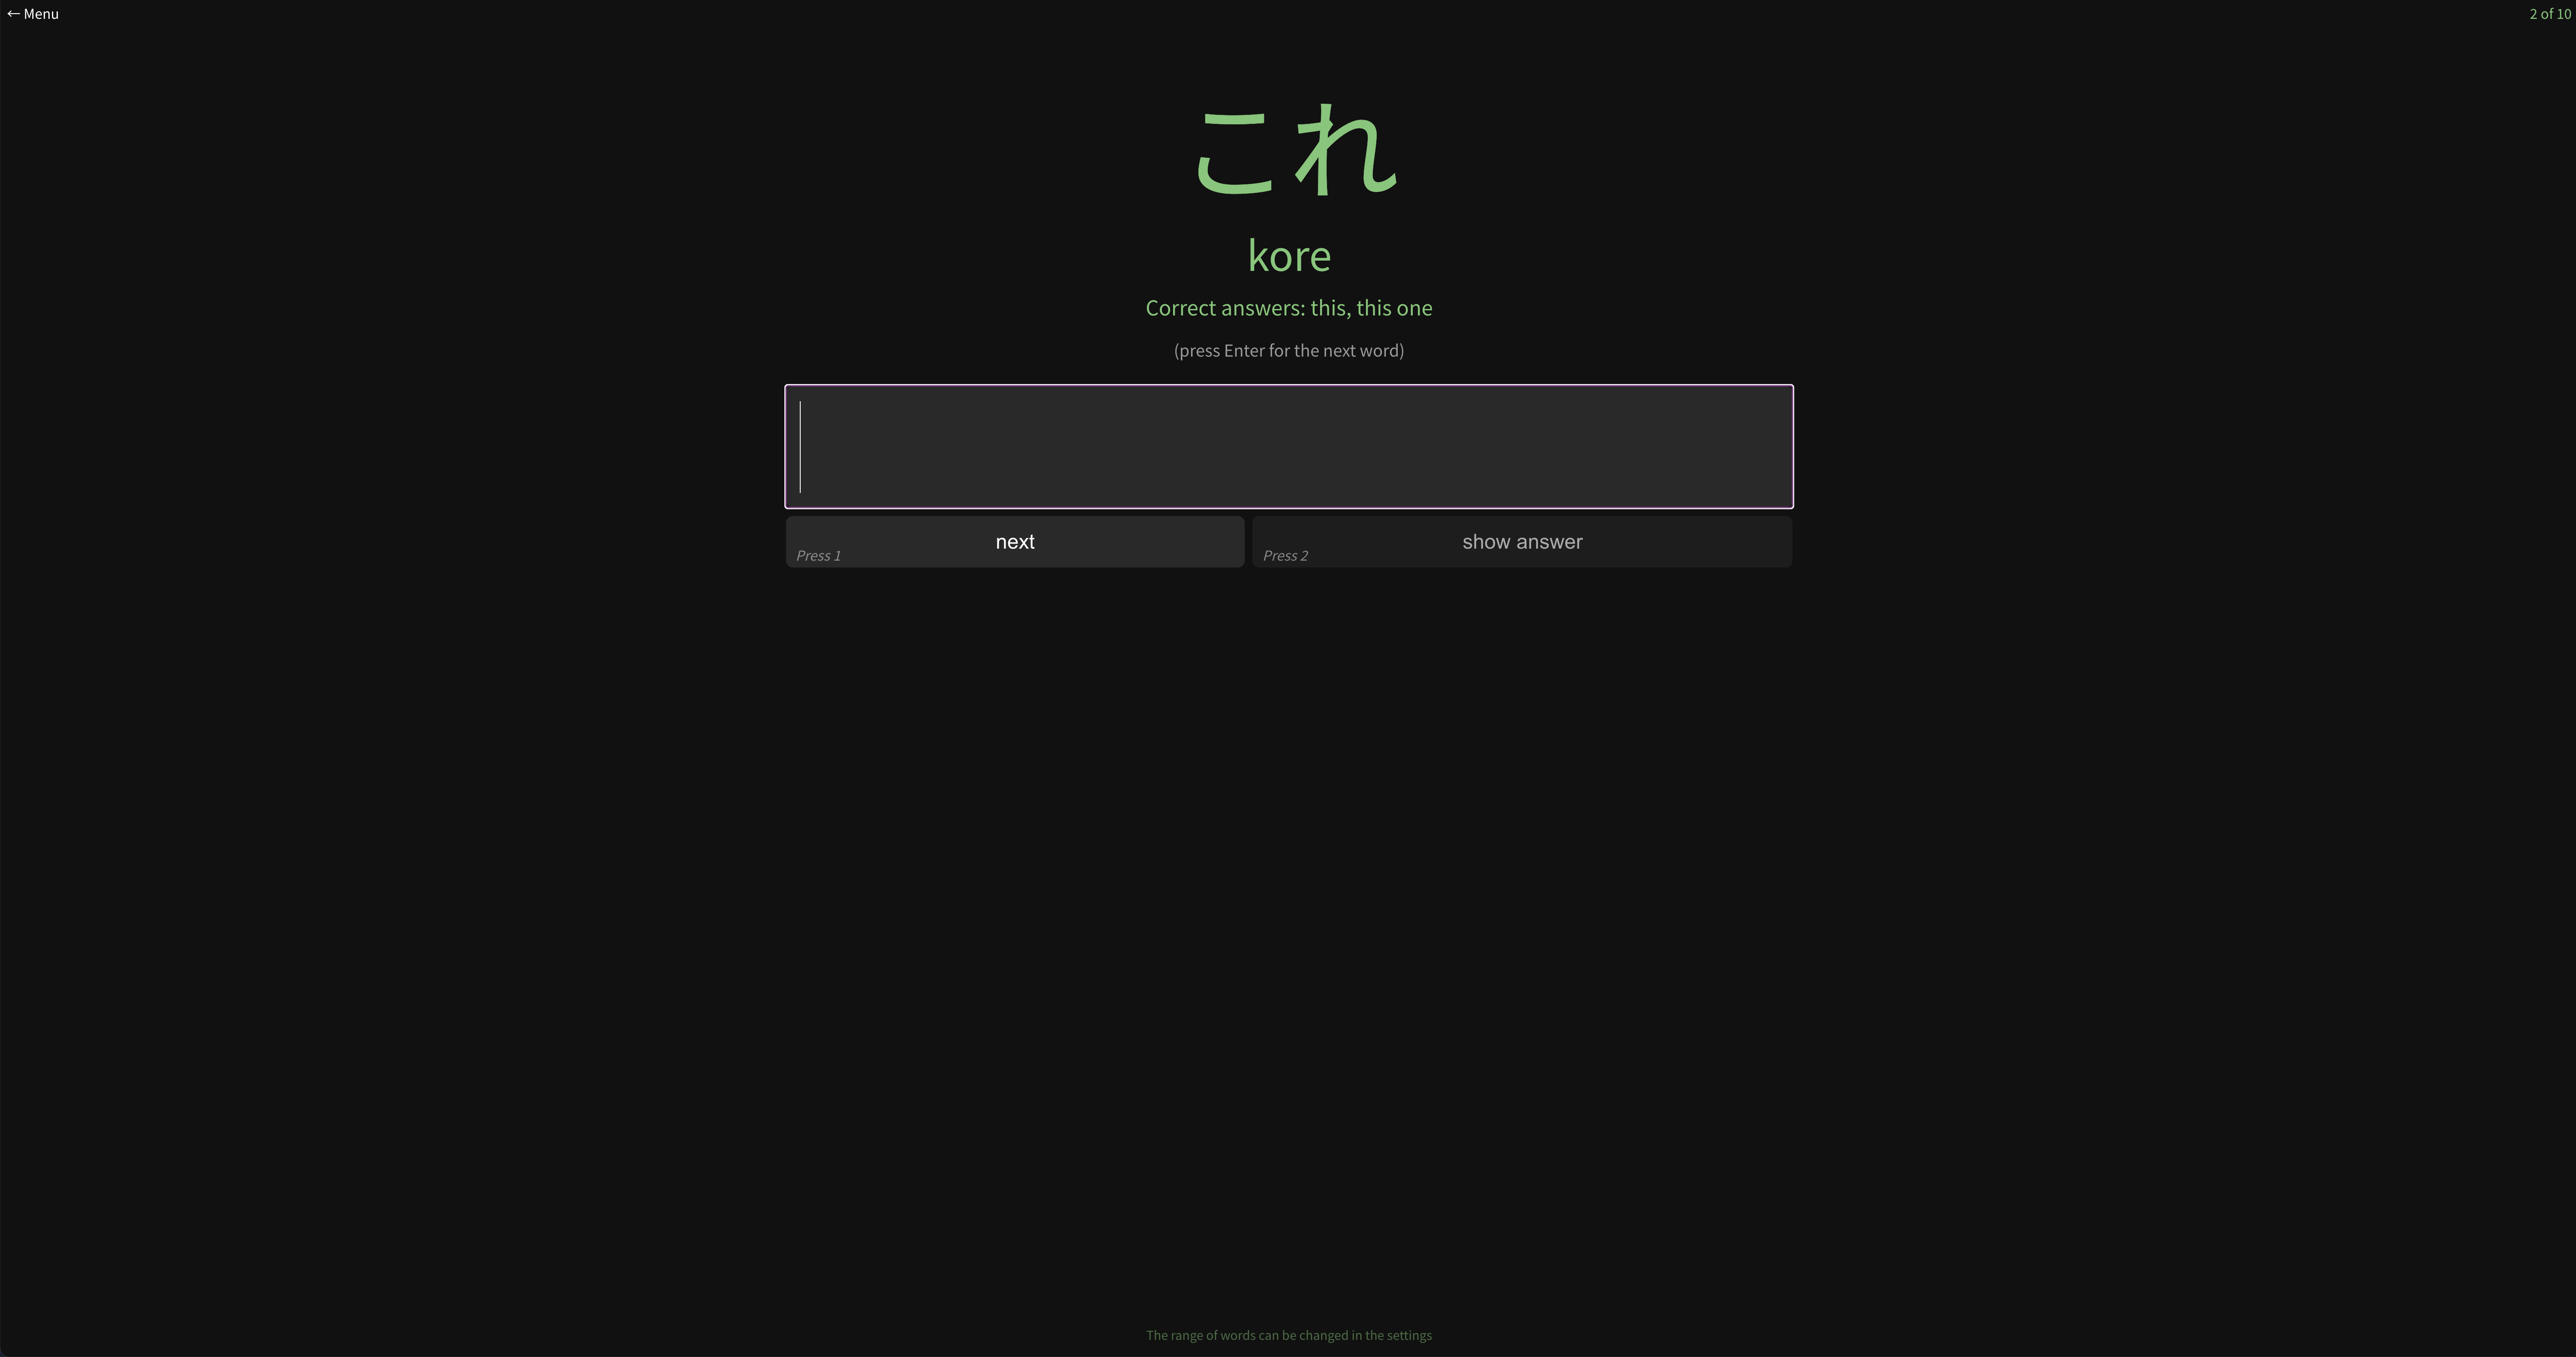 ← Menu
2 of 10
これ
kore
Correct answers: this, this one
(press Enter for the next word)
next
Press 1
show answer
Press 2
The range of words can be changed in the settings